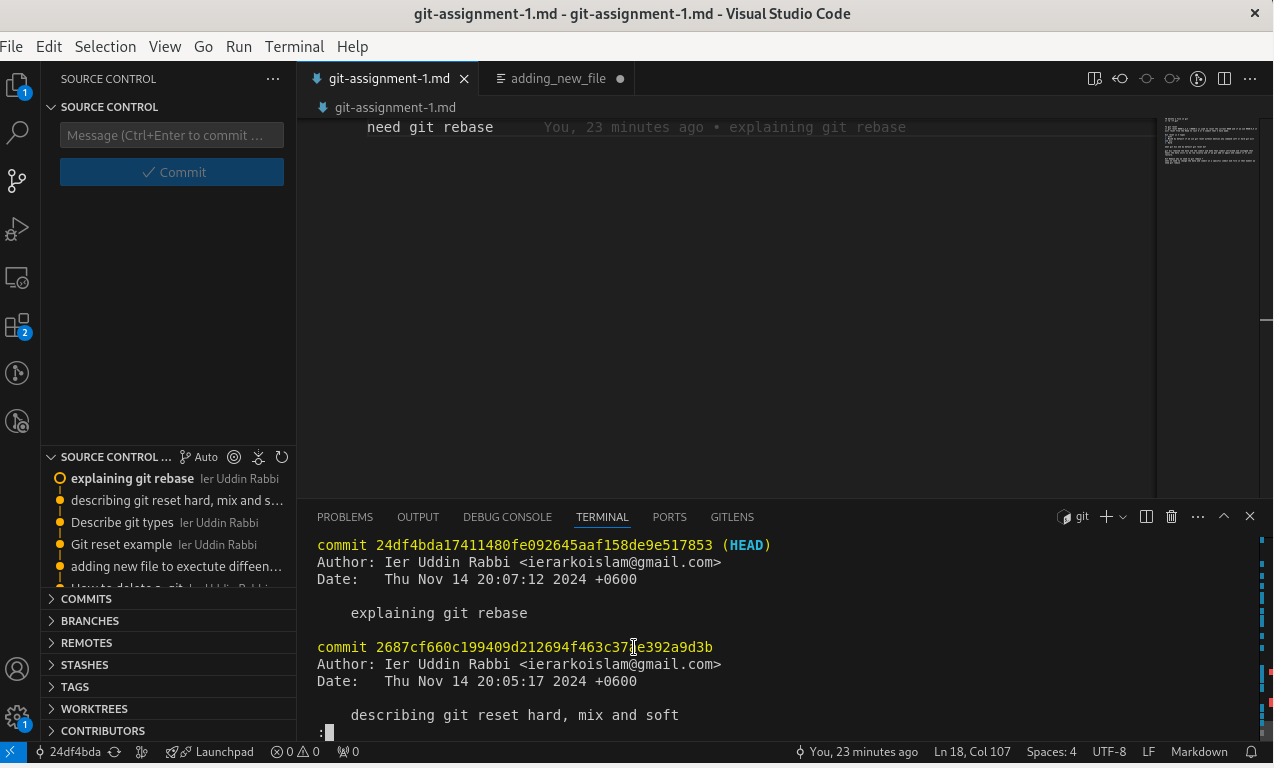 git-assignment-1.md - git-assignment-1.md - Visual Studio Code
File Edit Selection View Go Run Terminal Help
SOURCE CONTROL
git-assignment-1.md
adding_new_file
SOURCE CONTROL
git-assignment-1.md
Message (Ctrl+Enter to commit ...
Commit
need git rebase You, 23 minutes ago • explaining git rebase
1
2
1
SOURCE CONTROL ... Auto
explaining git rebase Ier Uddin Rabbi
describing git reset hard, mix and s...
Describe git types Ier Uddin Rabbi
Git reset example Ier Uddin Rabbi
adding new file to exectute differen...
COMMITS
BRANCHES
REMOTES
STASHES
TAGS
WORKTREES
CONTRIBUTORS
PROBLEMS OUTPUT DEBUG CONSOLE TERMINAL PORTS GITLENS
git
commit 24df4bda17411480fe092645aaf158de9e517853 (HEAD)
Author: Ier Uddin Rabbi <ierarkoislam@gmail.com>
Date: Thu Nov 14 20:07:12 2024 +0600
explaining git rebase
Author: Ier Uddin Rabbi <ierarkoislam@gmail.com>
Date: Thu Nov 14 20:05:17 2024 +0600
describing git reset hard, mix and soft
:
24df4bda Launchpad 0 0 0 You, 23 minutes ago Ln 18, Col 107 Spaces: 4 UTF-8 LF Markdown